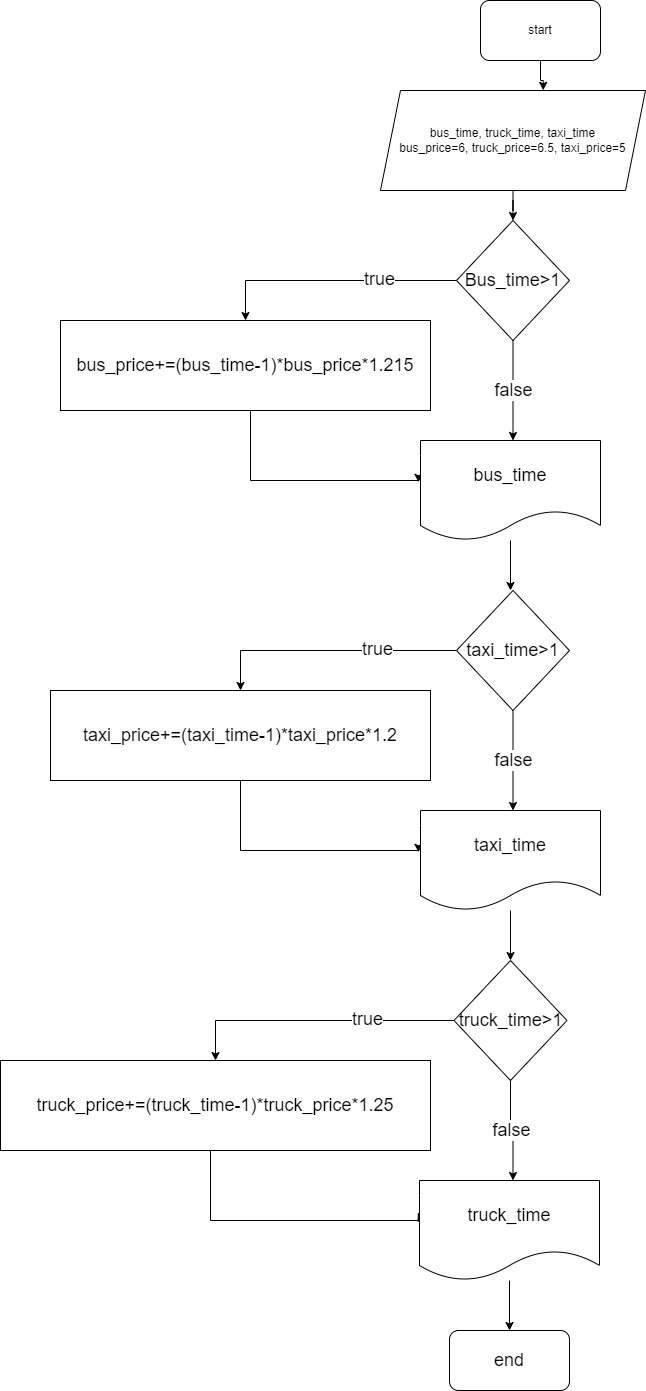 start
bus_time, truck_time, taxi_time
bus_price=6, truck_price=6.5, taxi_price=5
Bus_time>1
true
bus_price+=(bus_time-1)*bus_price*1.215
false
bus_time
taxi_time>1
true
taxi_price+=(taxi_time-1)*taxi_price*1.2
false
taxi_time
truck_time>1
true
truck_price+=(truck_time-1)*truck_price*1.25
false
truck_time
end